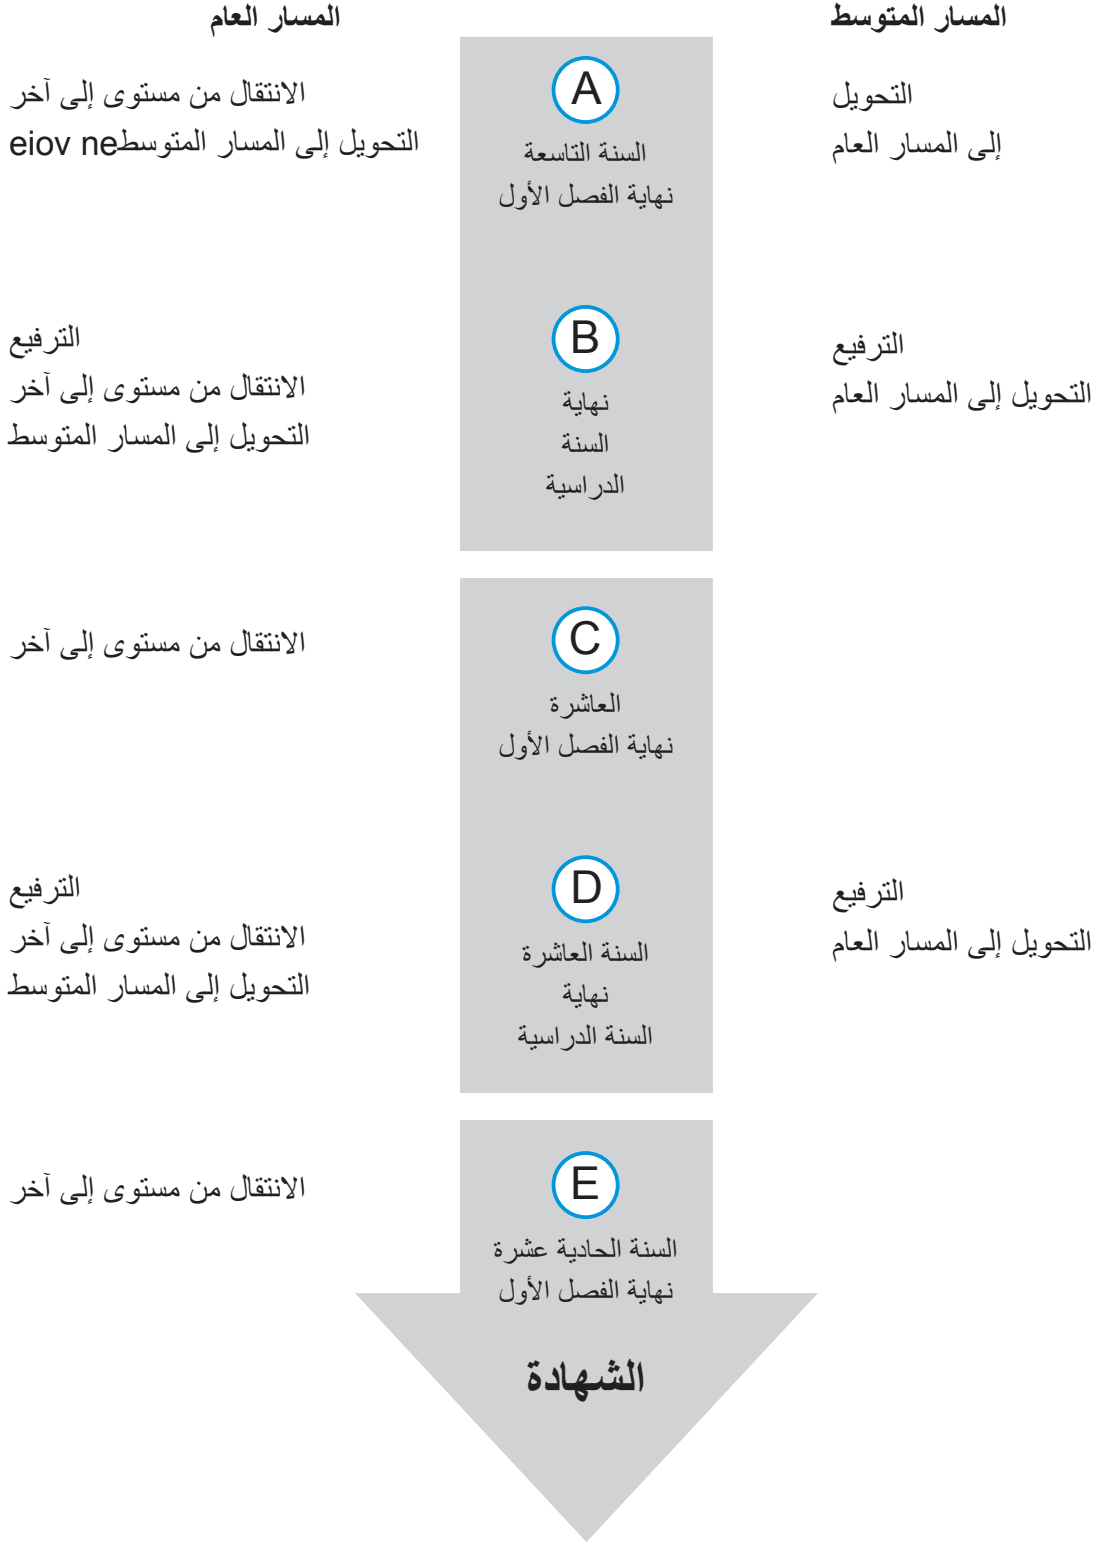 المسار المتوسط
المسار العام
A
السنة التاسعة
نهاية الفصل الأول
التحويل
إلى المسار العام
الانتقال من مستوى إلى آخر
التحويل إلى المسار المتوسطeiov ne
B
نهاية
السنة
الدراسية
الترفيع
التحويل إلى المسار العام
الترفيع
الانتقال من مستوى إلى آخر
التحويل إلى المسار المتوسط
C
العاشرة
نهاية الفصل الأول
الانتقال من مستوى إلى آخر
D
السنة العاشرة
نهاية
السنة الدراسية
الترفيع
التحويل إلى المسار العام
الترفيع
الانتقال من مستوى إلى آخر
التحويل إلى المسار المتوسط
E
السنة الحادية عشرة
نهاية الفصل الأول
الانتقال من مستوى إلى آخر
الشهادة